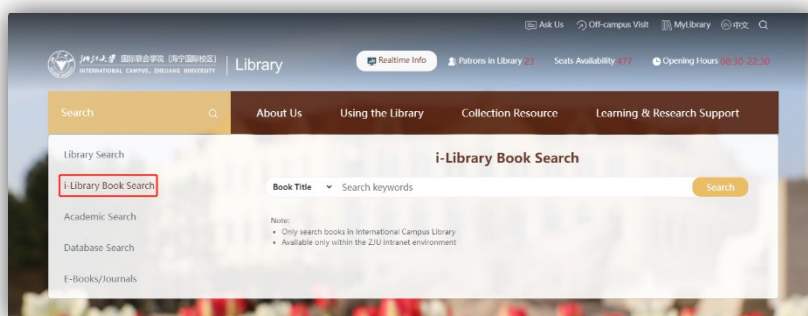 Ask Us Off-campus Visit MyLibrary 中文
国际联合学院 (海宁国际校区)
INTERNATIONAL CAMPUS, ZHEJIANG UNIVERSITY
Library
Realtime Info Patrons in Library 23 Seats Availability 477 Opening Hours 08:30-22:30
Search About Us Using the Library Collection Resource Learning & Research Support
Library Search
i-Library Book Search
Academic Search
Database Search
E-Books/Journals
i-Library Book Search
Book Title Search keywords Search
Note:
• Only search books in International Campus Library
• Available only within the ZJU intranet environment